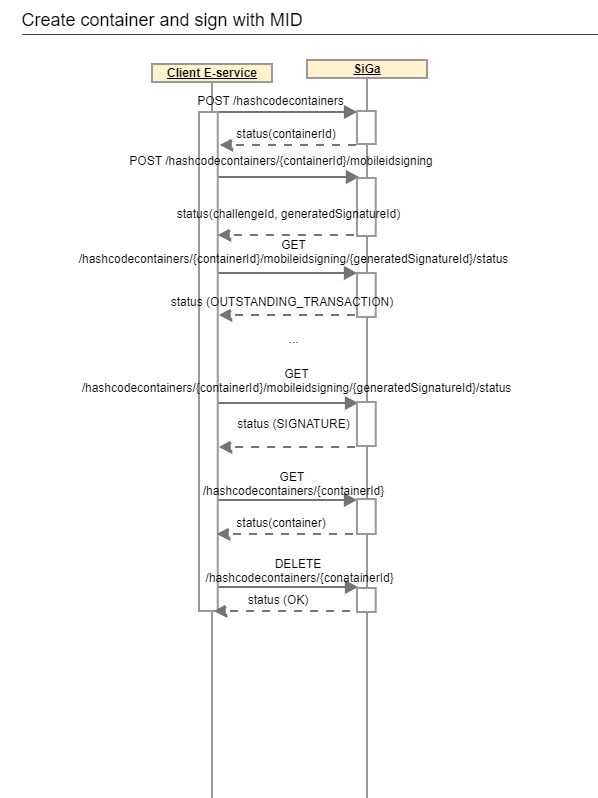 Create container and sign with MID
Client E-service
SiGa
POST /hashcodecontainers
status(containerId)
POST /hashcodecontainers/{containerId}/mobileidsigning
status(challengeId, generatedSignatureId)
GET
/hashcodecontainers/{containerId}/mobileidsigning/{generatedSignatureId}/status
status (OUTSTANDING_TRANSACTION)
...
GET
/hashcodecontainers/{containerId}/mobileidsigning/{generatedSignatureId}/status
status (SIGNATURE)
GET
/hashcodecontainers/{containerId}
status(container)
DELETE
/hashcodecontainers/{conatainerId}
status (OK)